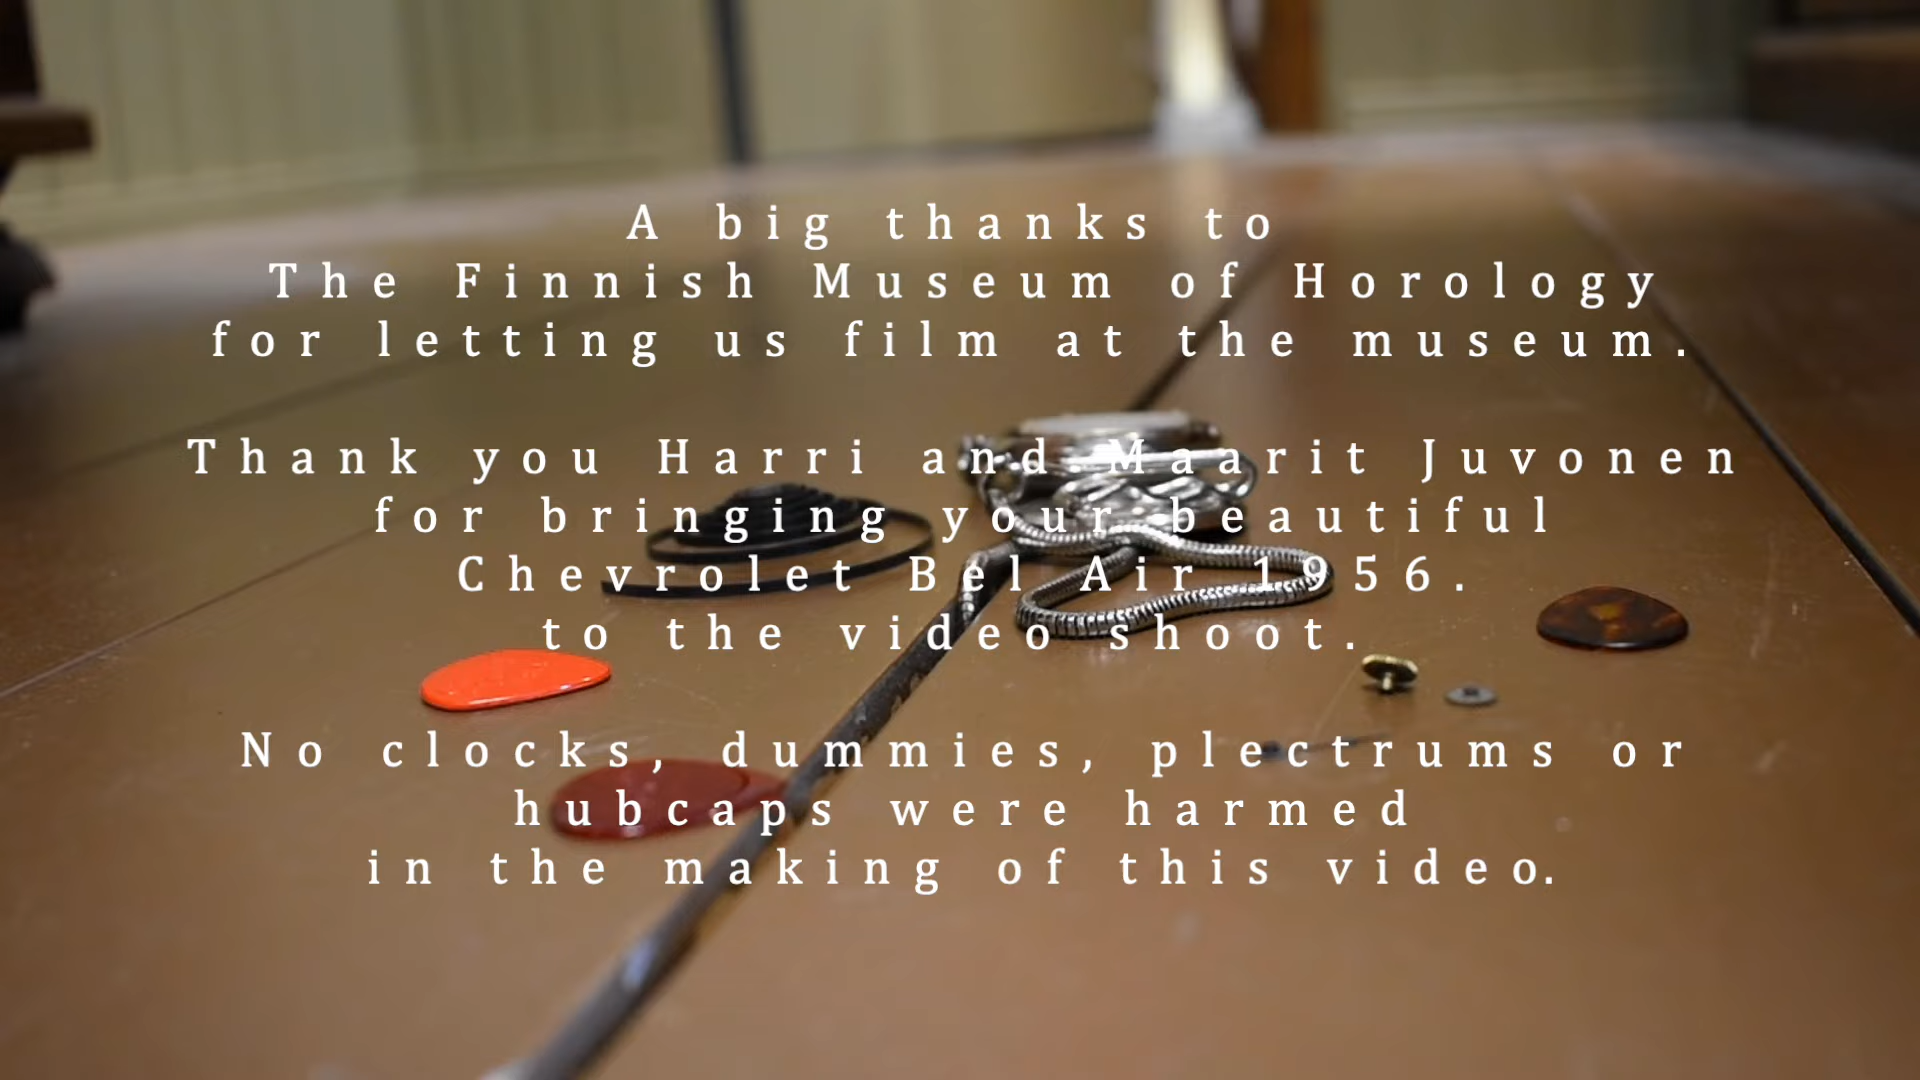 A big thanks to
The Finnish Museum of Horology
for letting us film at the museum.
Thank you Harri and Maarit Juvonen
for bringing your beautiful
Chevrolet Bel Air 1956.
to the video shoot.
No clocks, dummies, plectrums or
hubcaps were harmed
in the making of this video.